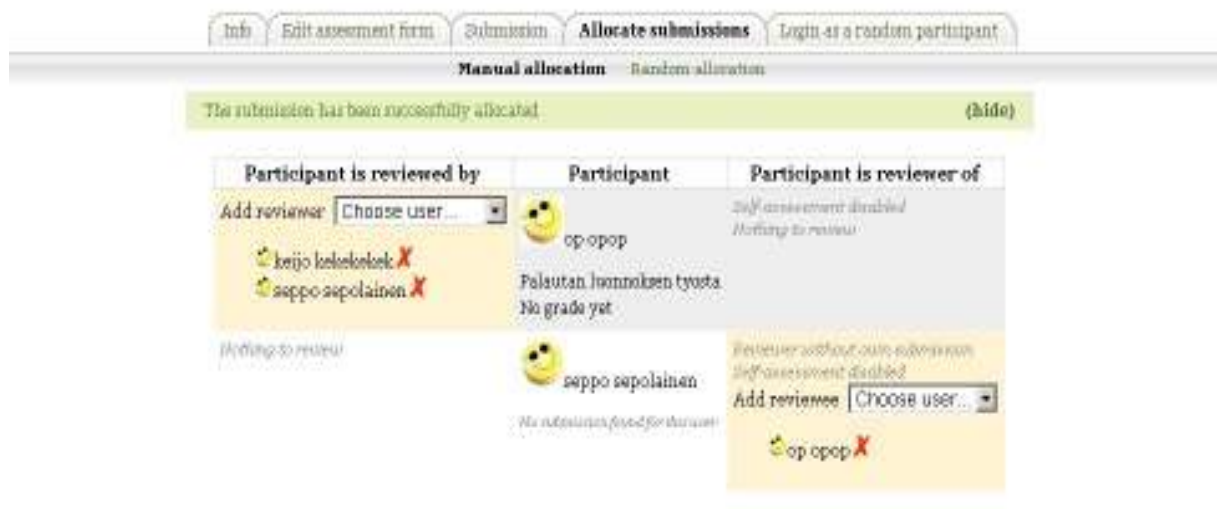 Info Edit assessment form Submission Allocate submissions Login as a random participant
Manual allocation Random allocation
The submission has been successfully allocated (hide)
Participant is reviewed by Participant Participant is reviewer of
Add reviewer Choose user...
keijo kekekekek
seppo sepolainen
op opop
Palautan luonnoksen tyosta
No grade yet
Self-assessment disabled
Nothing to review
Nothing to review
seppo sepolainen
No submission found for this user
Reviewer without own submission
Self-assessment disabled
Add reviewee Choose user...
op opop